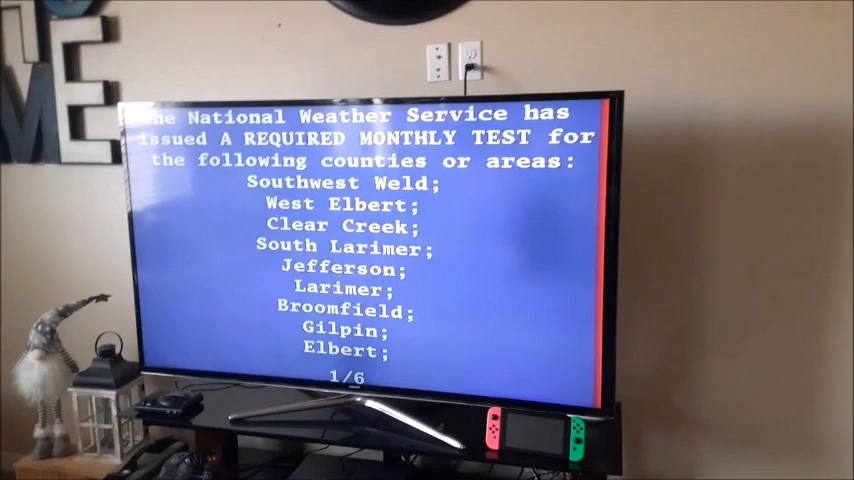 The National Weather Service has
issued A REQUIRED MONTHLY TEST for
the following counties or areas:
Southwest Weld;
West Elbert;
Clear Creek;
South Larimer;
Jefferson;
Larimer;
Broomfield;
Gilpin;
Elbert;
1/6
ME